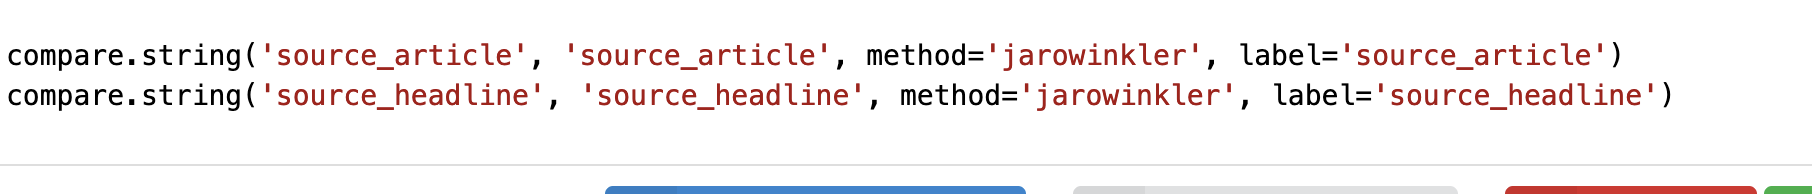 compare.string('source_article', 'source_article', method='jarowinkler', label='source_article')
compare.string('source_headline', 'source_headline', method='jarowinkler', label='source_headline')